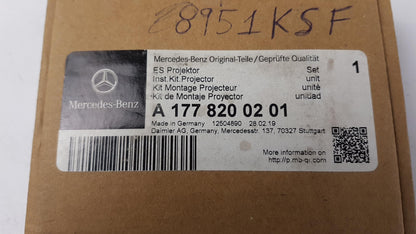 28951KSF
Mercedes-Benz Original-Teile/Geprüfte Qualität
ES Projektor Set
Inst.Kit Projector unit
Kit Montage Projecteur unité
Kit de Montaje Proyector unidad
1
Mercedes-Benz
A 177 820 02 01
Made in Germany 12504890 28.02.19
Daimler AG, Germany, Mercedesstr. 137, 70327 Stuttgart
More information on
http://p.mb-qr.com